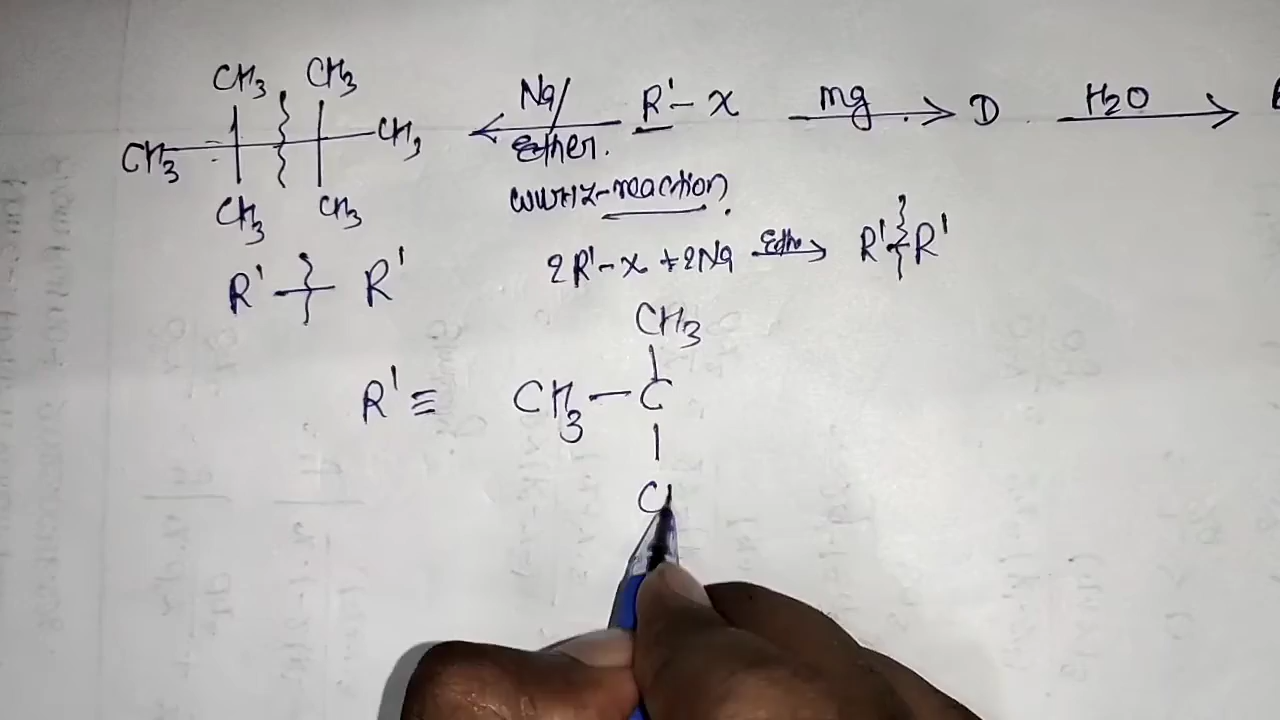 CH3 CH3
CH3 CH3 Na/ Ether. R'-X mg D H2O
CH3 CH3 wurtz-reaction.
R' R' 2R'-X +2Na Ether R' R'
CH3
R' ≡ CH3-C